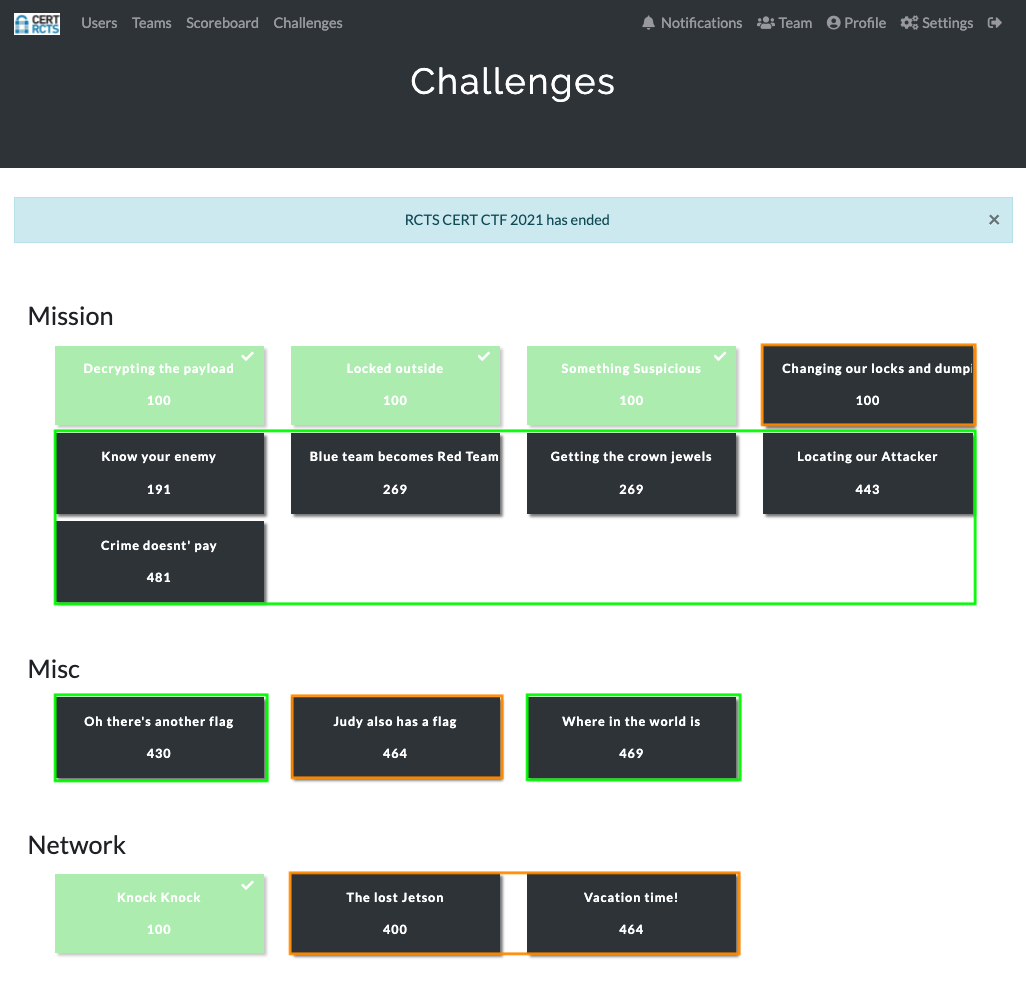 CERT RCTS Users Teams Scoreboard Challenges Notifications Team Profile Settings
Challenges
RCTS CERT CTF 2021 has ended ×
Mission
Decrypting the payload
100
Locked outside
100
Something Suspicious
100
Changing our locks and dumpi
100
Know your enemy
191
Blue team becomes Red Team
269
Getting the crown jewels
269
Locating our Attacker
443
Crime doesnt' pay
481
Misc
Oh there's another flag
430
Judy also has a flag
464
Where in the world is
469
Network
Knock Knock
100
The lost Jetson
400
Vacation time!
464